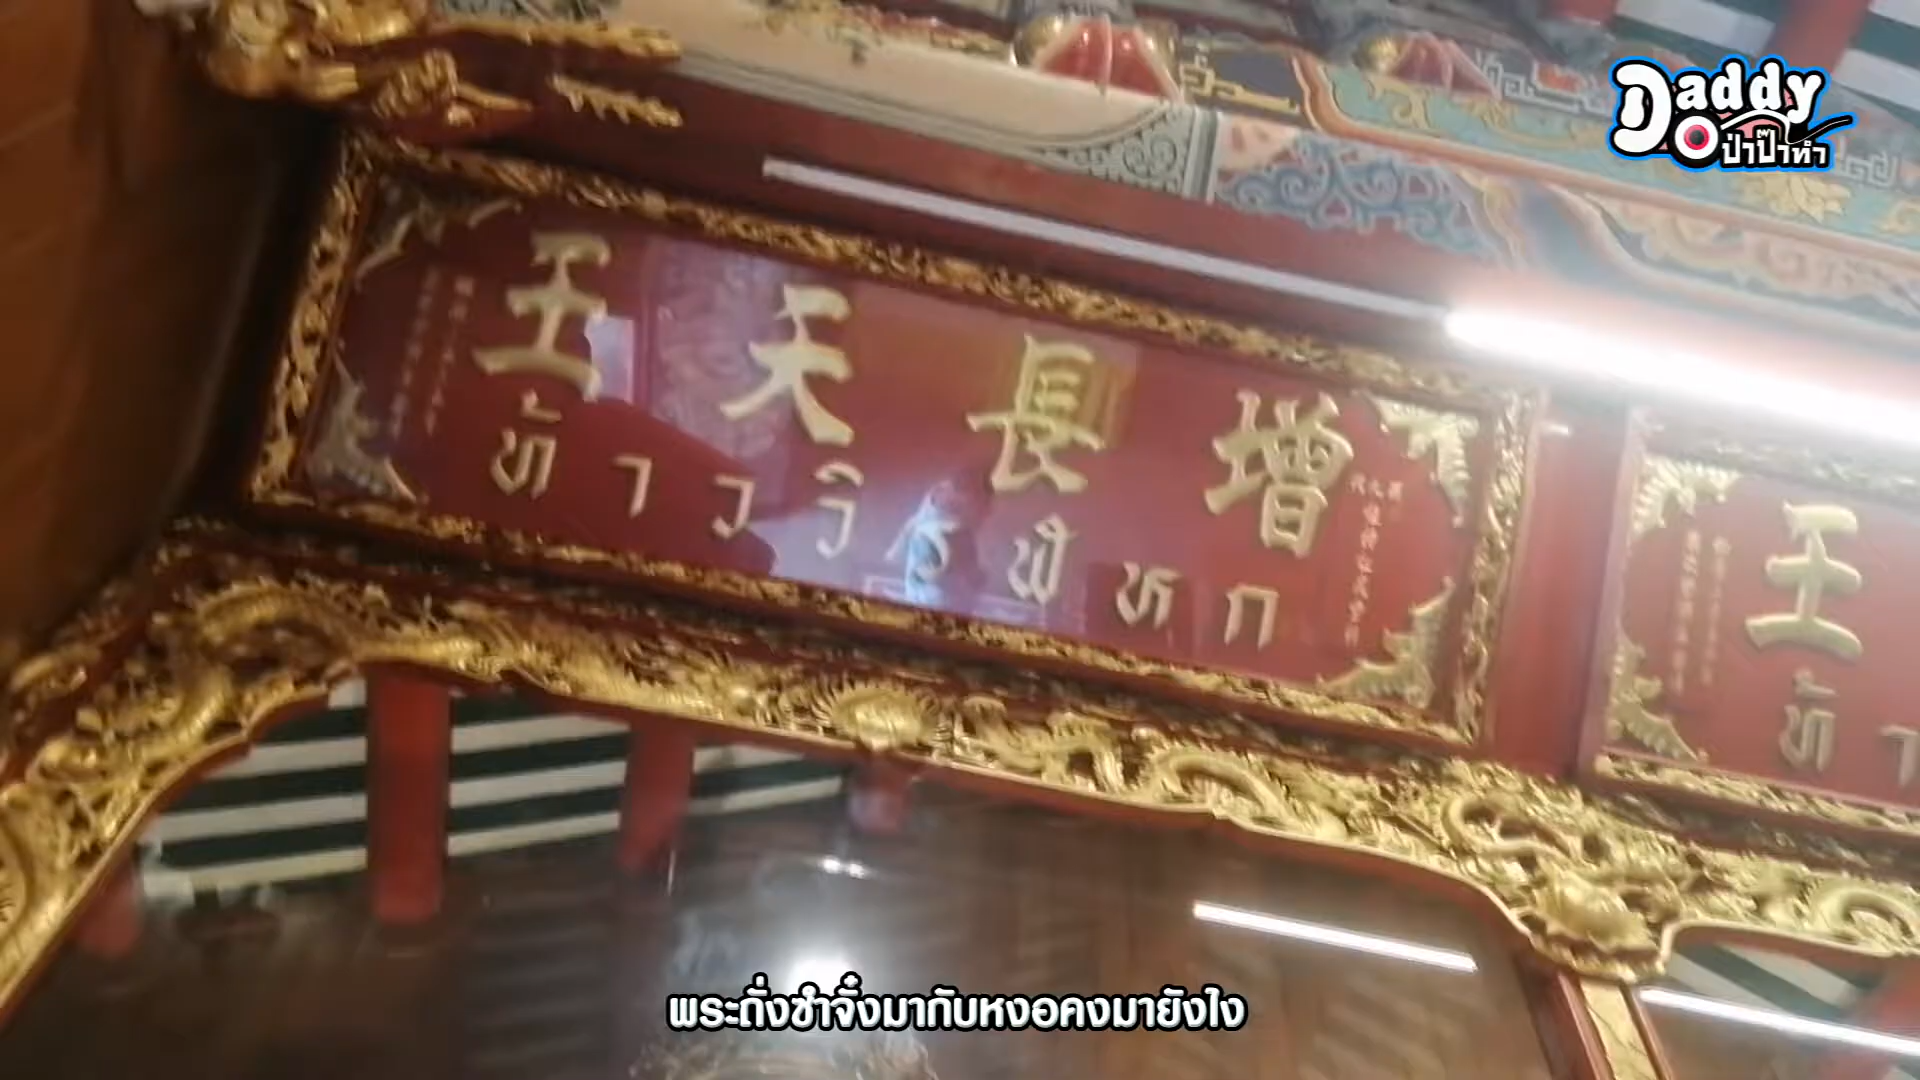 Daddy
ป่าป๊าทำ
王天長增
ท้าววิรุฬหก
王
ท้า
พระถั่งซำจั๋งมากับหงอคงมายังไง